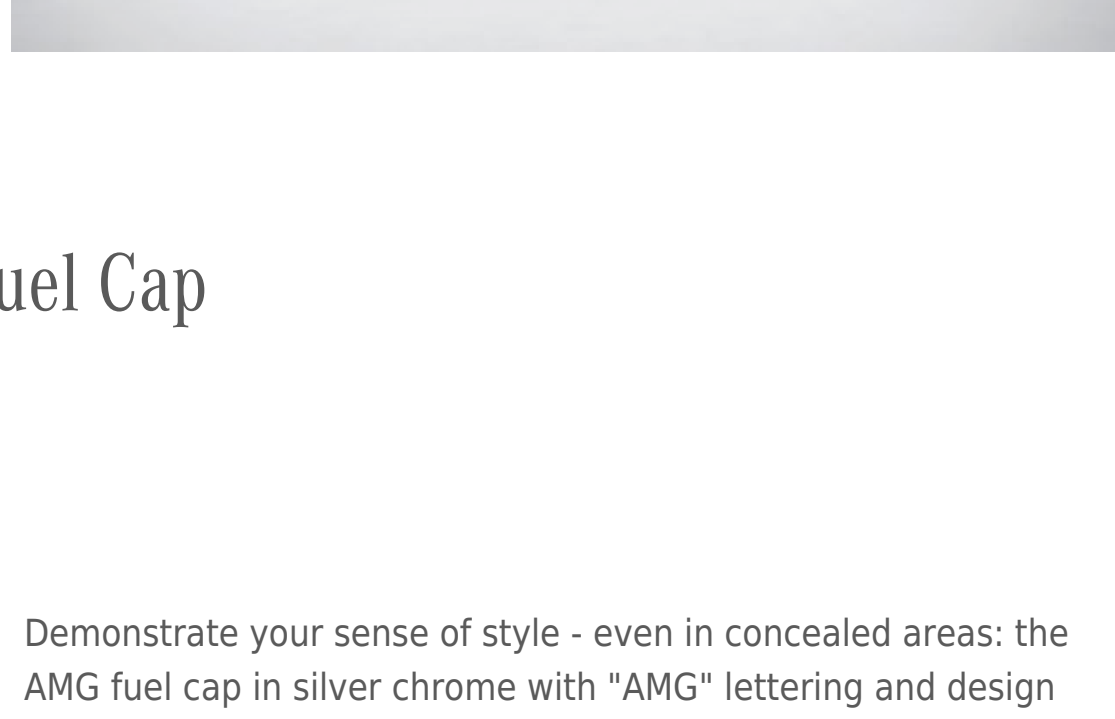 uel Cap
Demonstrate your sense of style - even in concealed areas: the
AMG fuel cap in silver chrome with "AMG" lettering and design